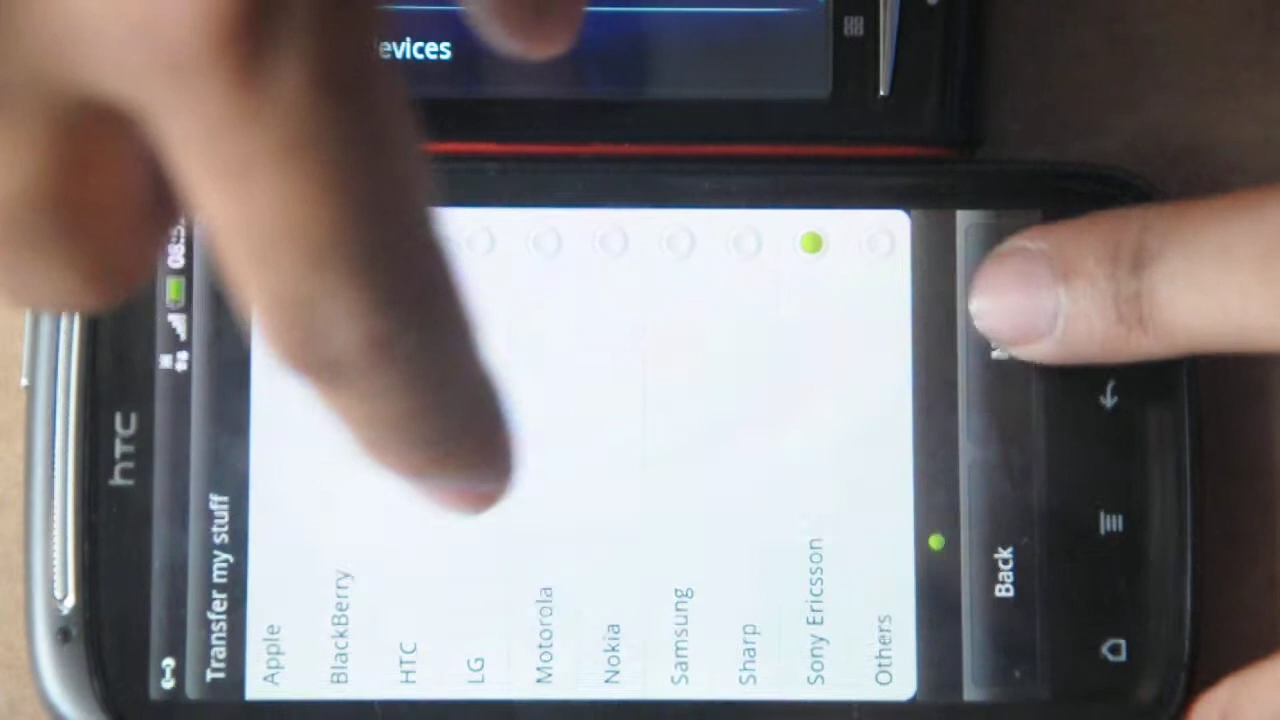 evices
hTC
Transfer my stuff
Apple
BlackBerry
HTC
LG
Motorola
Nokia
Samsung
Sharp
Sony Ericsson
Others
Back